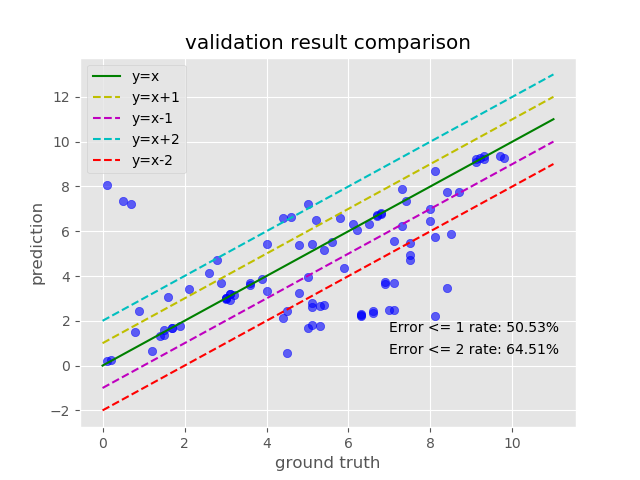 validation result comparison
y=x
y=x+1
y=x-1
y=x+2
y=x-2
12
10
8
6
4
2
0
−2
prediction
Error <= 1 rate: 50.53%
Error <= 2 rate: 64.51%
0 2 4 6 8 10
ground truth